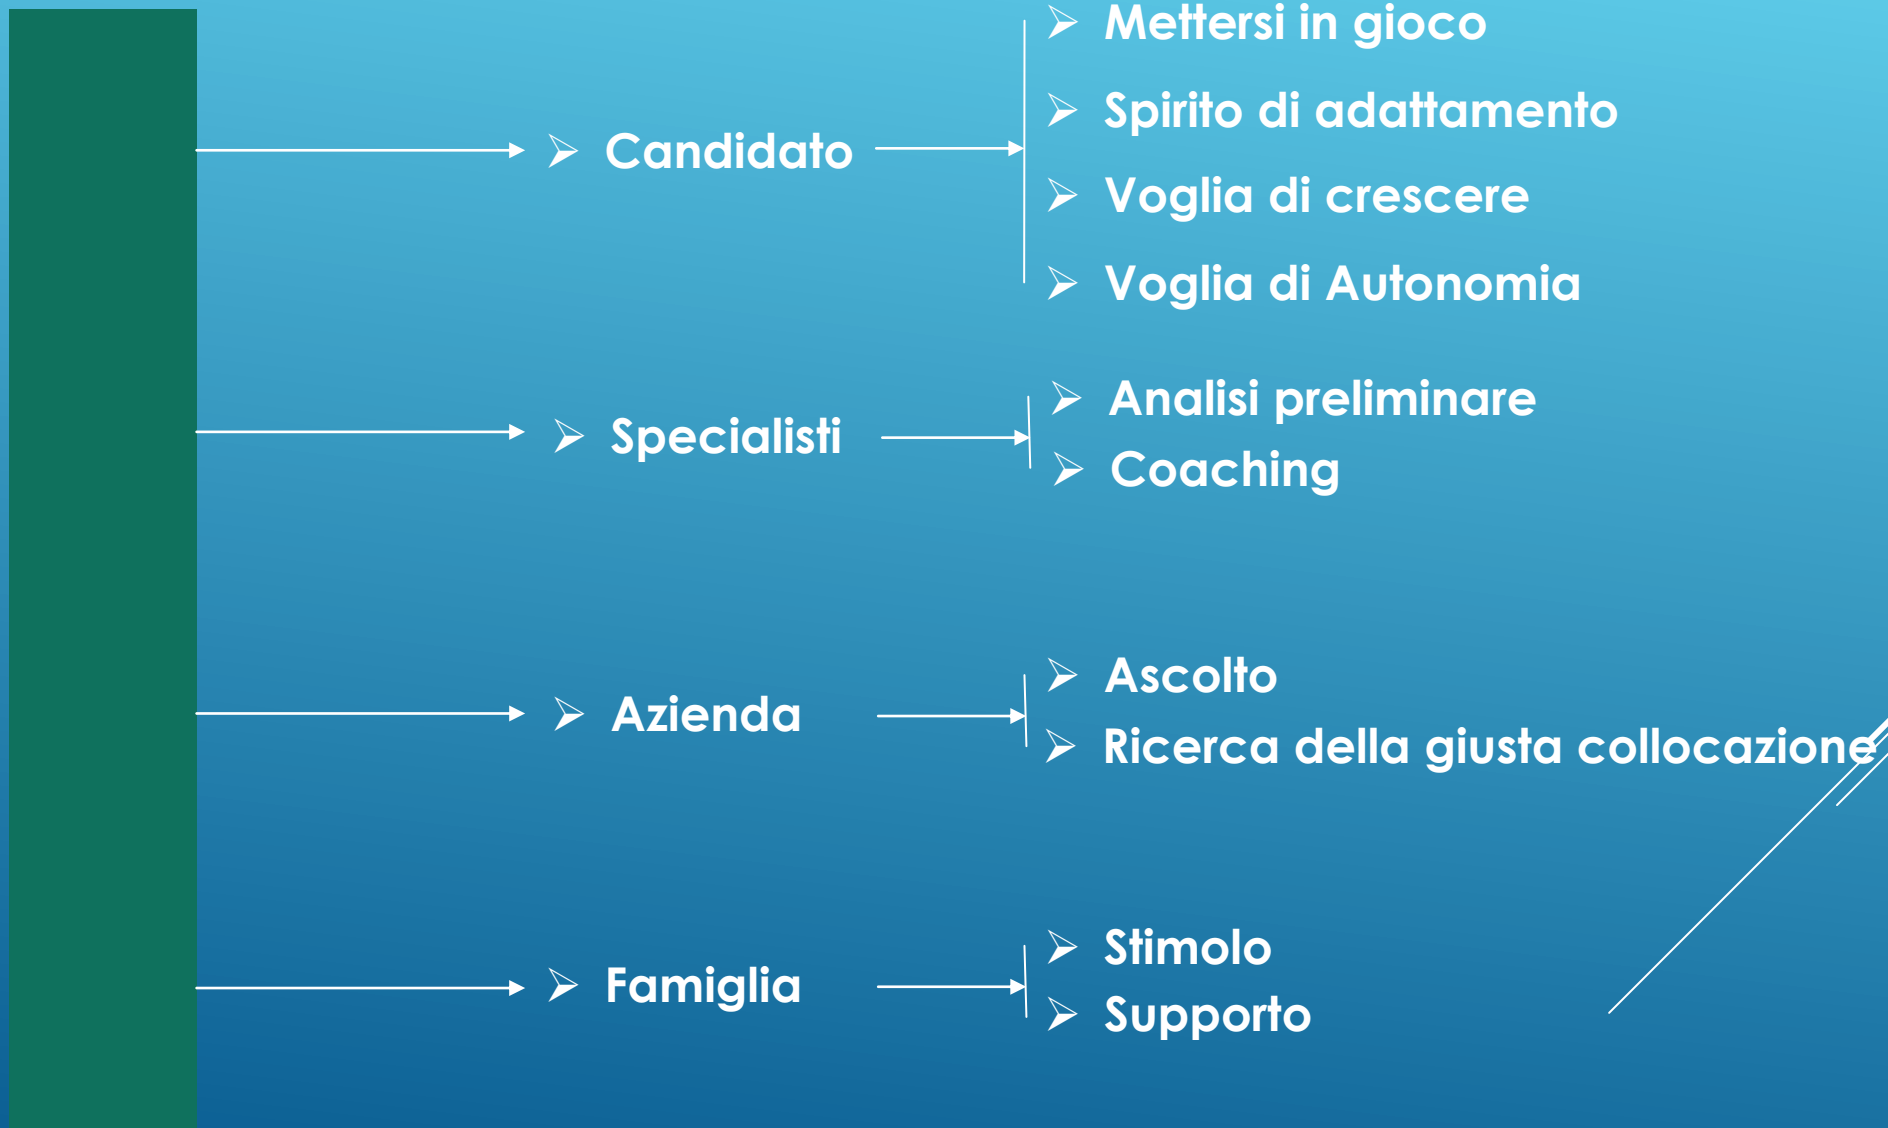 Candidato
Mettersi in gioco
Spirito di adattamento
Voglia di crescere
Voglia di Autonomia
Specialisti
Analisi preliminare
Coaching
Azienda
Ascolto
Ricerca della giusta collocazione
Famiglia
Stimolo
Supporto